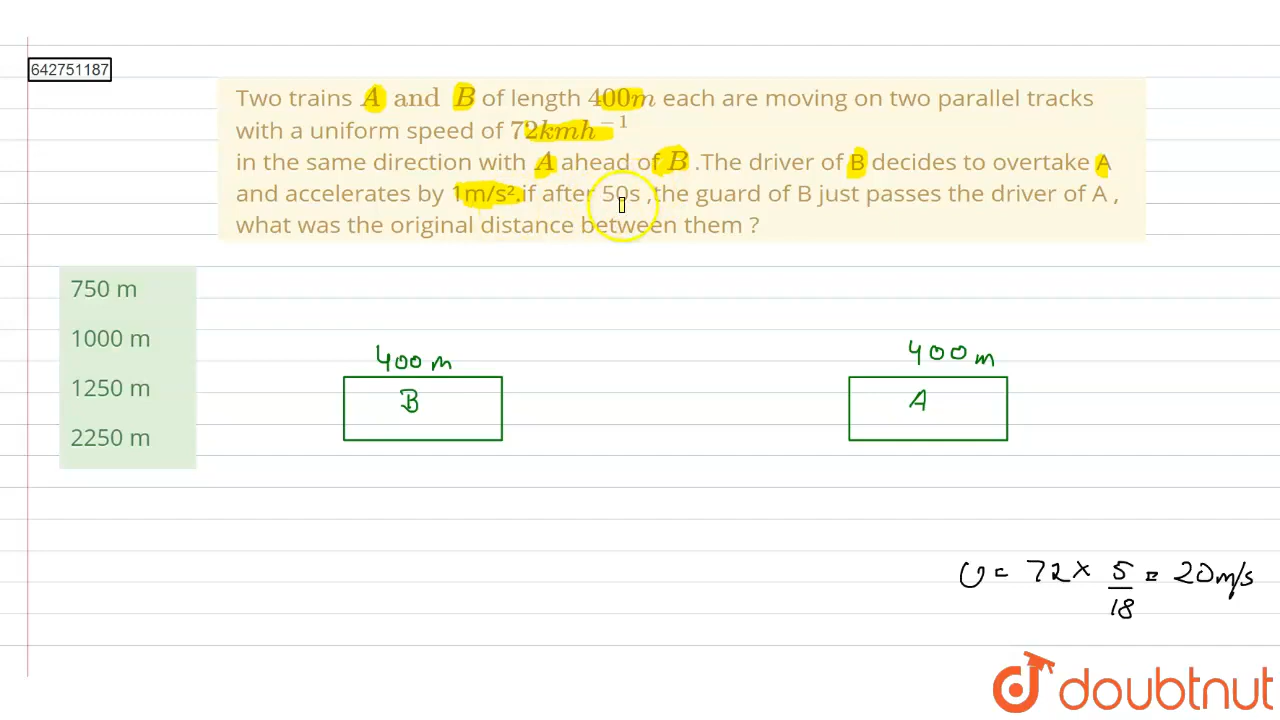 642751187
Two trains A and B of length 400m each are moving on two parallel tracks
with a uniform speed of 72kmh⁻¹
in the same direction with A ahead of B .The driver of B decides to overtake A
and accelerates by 1m/s².if after 50s ,the guard of B just passes the driver of A ,
what was the original distance between them ?
750 m
1000 m
1250 m
2250 m
400 m
400 m
B
A
U = 72 × 5/18 = 20 m/s
doubtnut